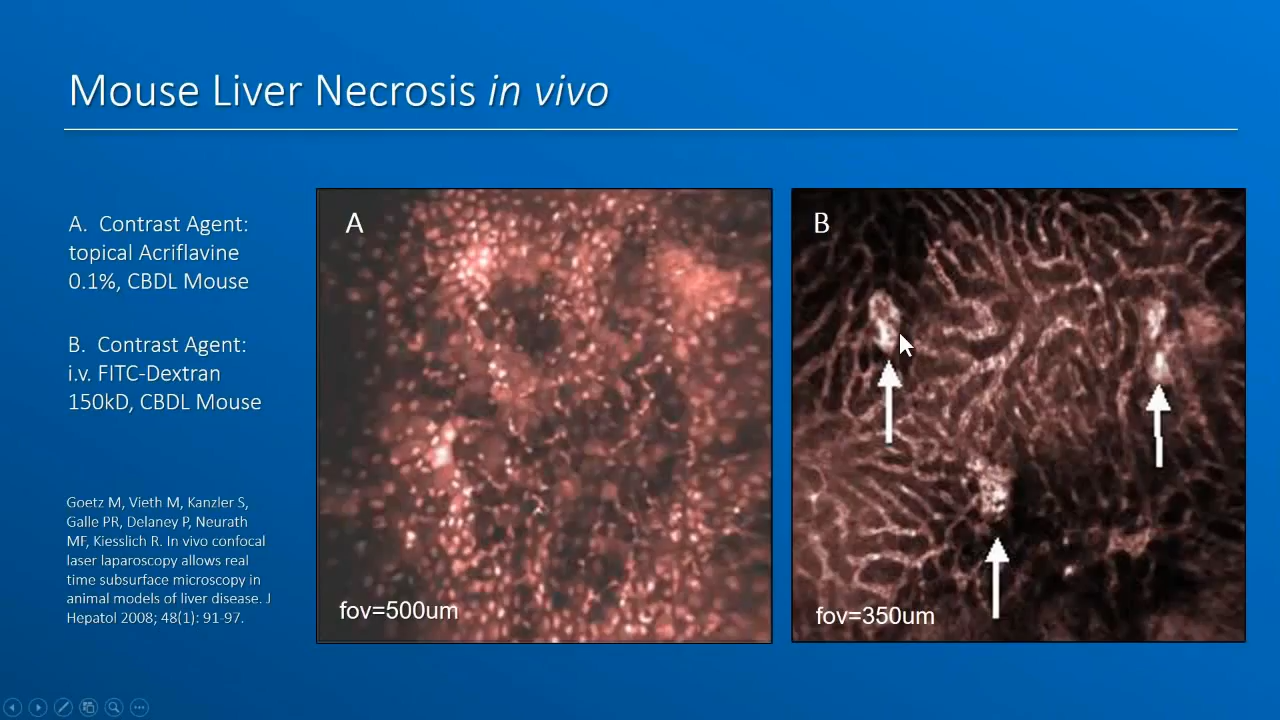 Mouse Liver Necrosis in vivo
A. Contrast Agent:
topical Acriflavine
0.1%, CBDL Mouse
B. Contrast Agent:
i.v. FITC-Dextran
150kD, CBDL Mouse
Goetz M, Vieth M, Kanzler S,
Galle PR, Delaney P, Neurath
MF, Kiesslich R. In vivo confocal
laser laparoscopy allows real
time subsurface microscopy in
animal models of liver disease. J
Hepatol 2008; 48(1): 91-97.
A
fov=500um
B
fov=350um